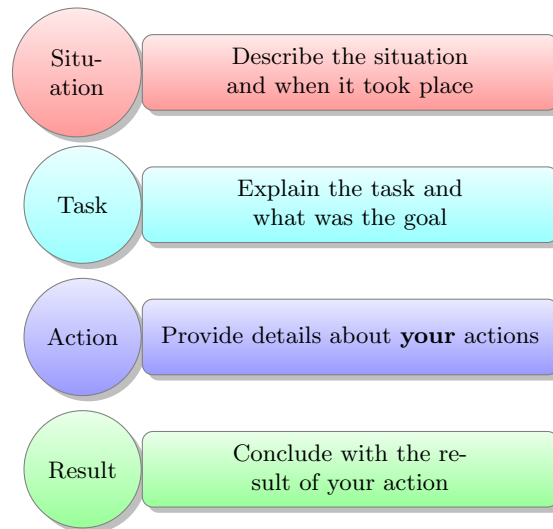 Situ-
ation
Describe the situation
and when it took place
Task
Explain the task and
what was the goal
Action
Provide details about your actions
Result
Conclude with the re-
sult of your action